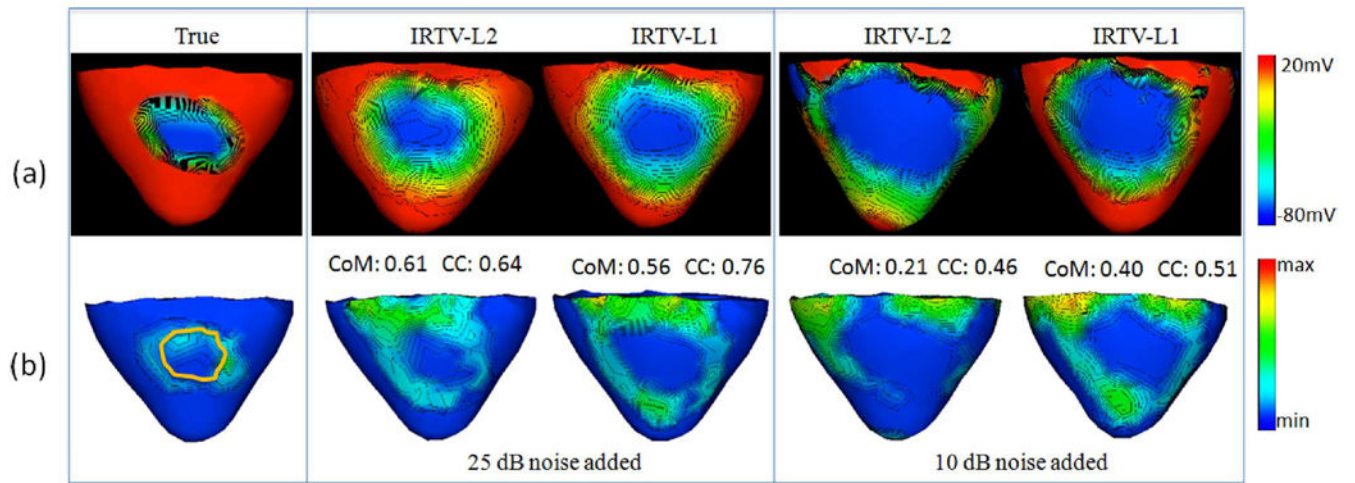 True
IRTV-L2
IRTV-L1
IRTV-L2
IRTV-L1
20mV
(a)
-80mV
CoM: 0.61 CC: 0.64
CoM: 0.56 CC: 0.76
CoM: 0.21 CC: 0.46
CoM: 0.40 CC: 0.51
max
(b)
min
25 dB noise added
10 dB noise added